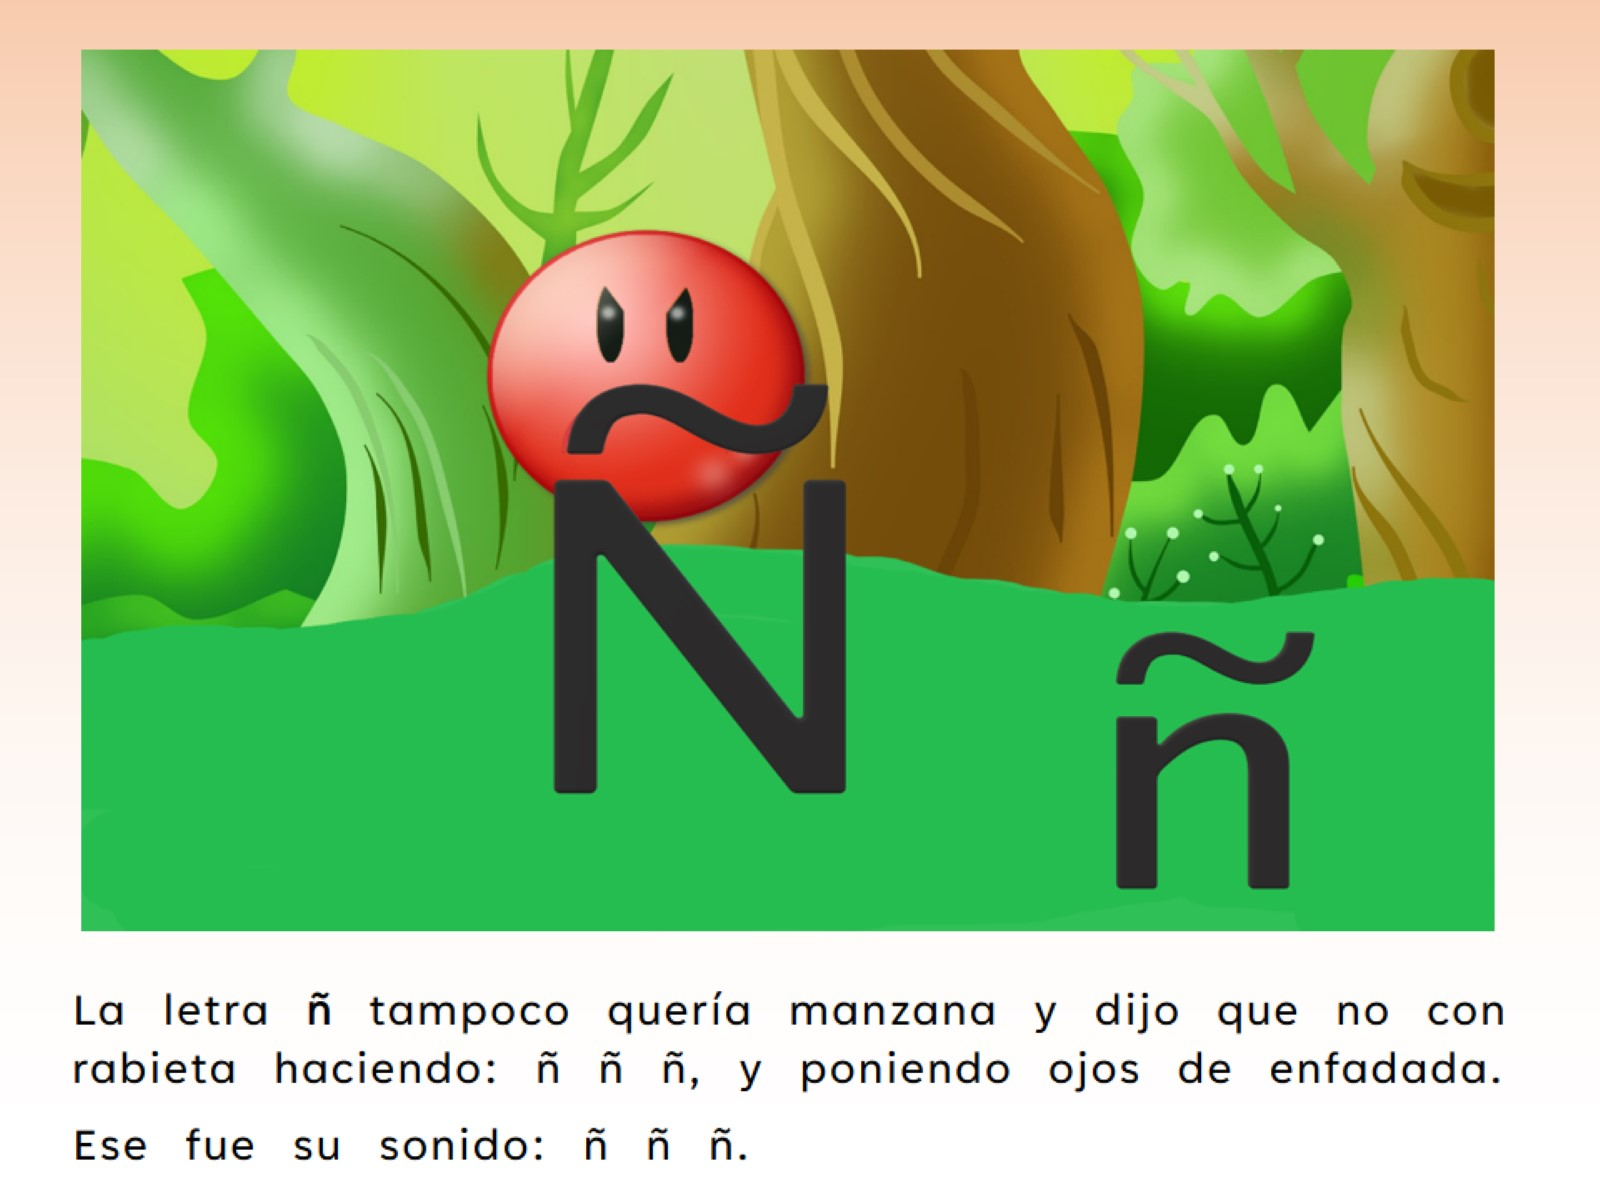 Ñ
ñ
La letra ñ tampoco quería manzana y dijo que no con
rabieta haciendo: ñ ñ ñ, y poniendo ojos de enfadada.
Ese fue su sonido: ñ ñ ñ.